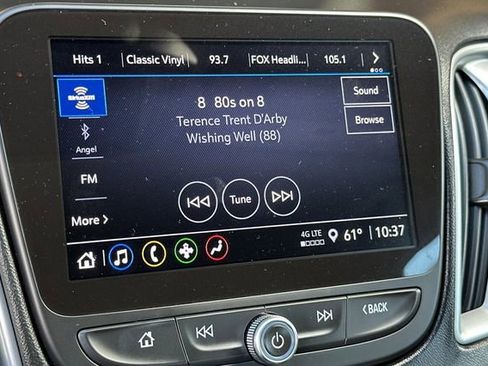 Hits 1 Classic Vinyl 93.7 FOX Headli... 105.1
SiriusXM
8 80s on 8
Sound
Terence Trent D'Arby
Browse
Wishing Well (88)
Angel
FM
Tune
More
4G LTE 61° 10:37
BACK